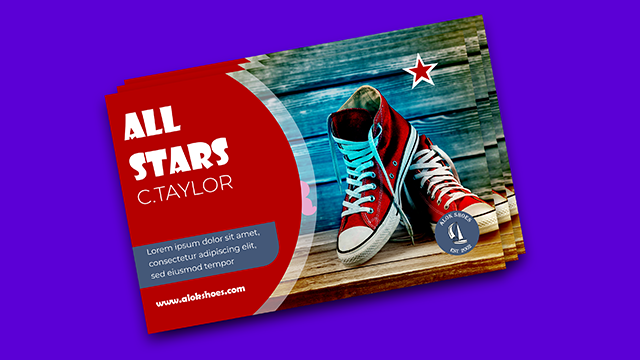 ALL
STARS
C.TAYLOR
Lorem ipsum dolor sit amet,
consectetur adipiscing elit,
sed eiusmod tempor
www.alokshoes.com
ALOK SHOES
EST 2003